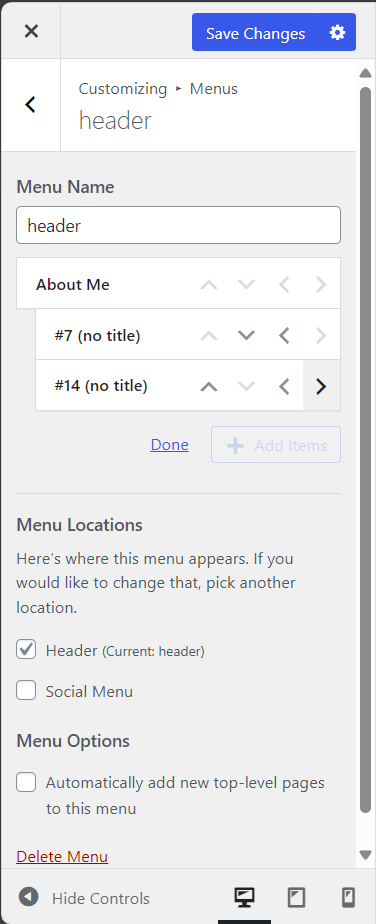 Save Changes
Customizing ▸ Menus
header
Menu Name
header
About Me
#7 (no title)
#14 (no title)
Done
Add Items
Menu Locations
Here’s where this menu appears. If you
would like to change that, pick another
location.
Header (Current: header)
Social Menu
Menu Options
Automatically add new top-level pages
to this menu
Delete Menu
Hide Controls